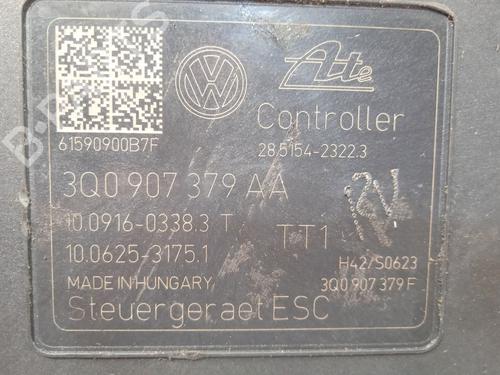 VW
Ate
Controller
61590900B7F
28.5154-2322.3
3Q0 907 379 AA
10.0916-0338.3 T
TT1
10.0625-3175.1
H42/S0623
MADE IN HUNGARY
3Q0 907 379 F
Steuergeraet ESC